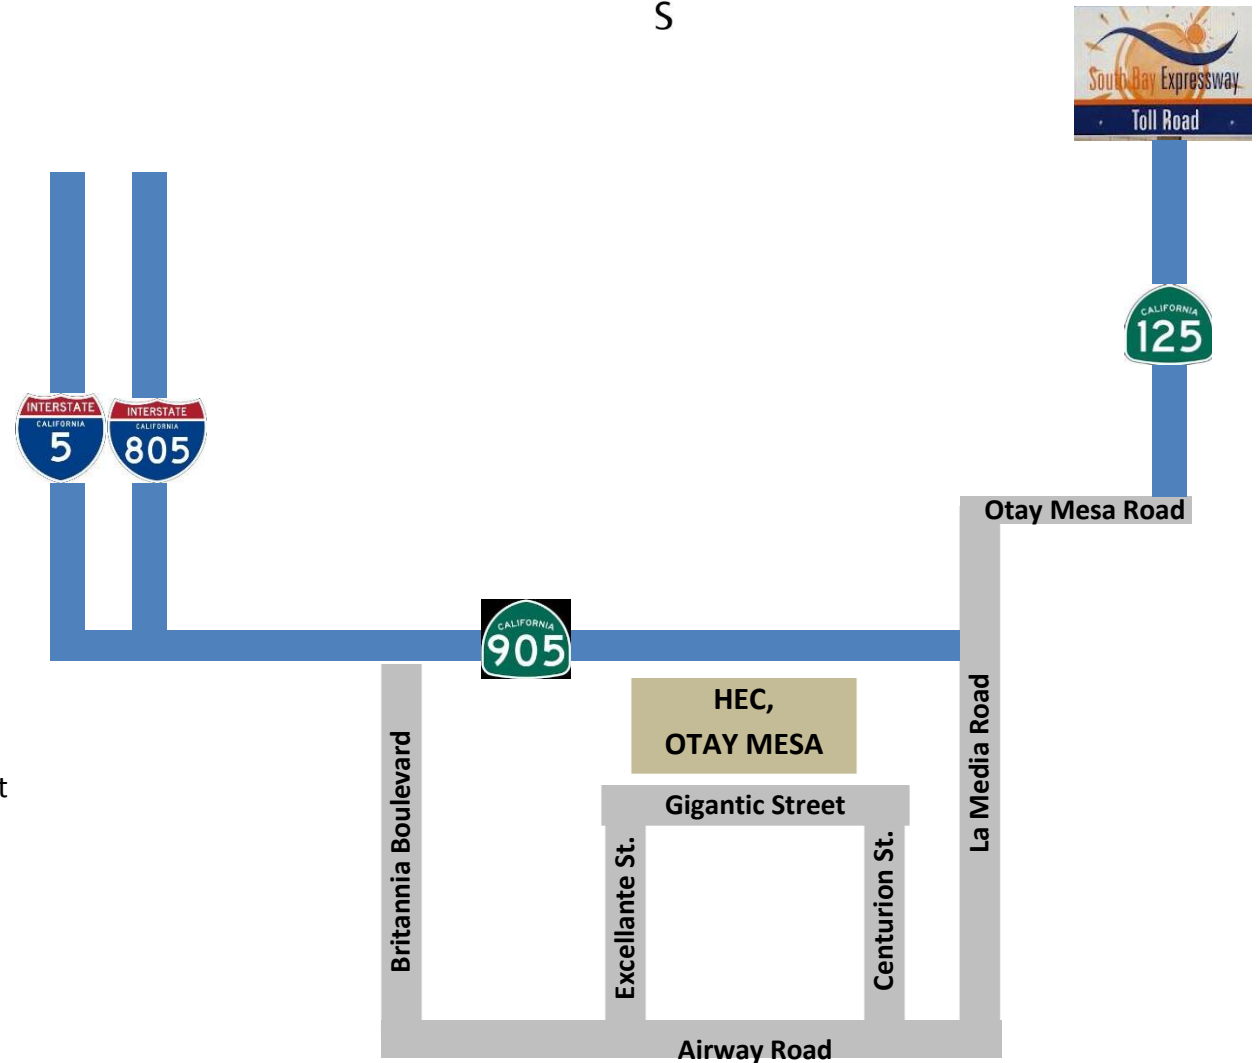 S
South Bay Expressway
Toll Road
CALIFORNIA
125
INTERSTATE
CALIFORNIA
5
INTERSTATE
CALIFORNIA
805
Otay Mesa Road
CALIFORNIA
905
HEC,
OTAY MESA
La Media Road
Britannia Boulevard
t
Gigantic Street
Excellante St.
Centurion St.
Airway Road